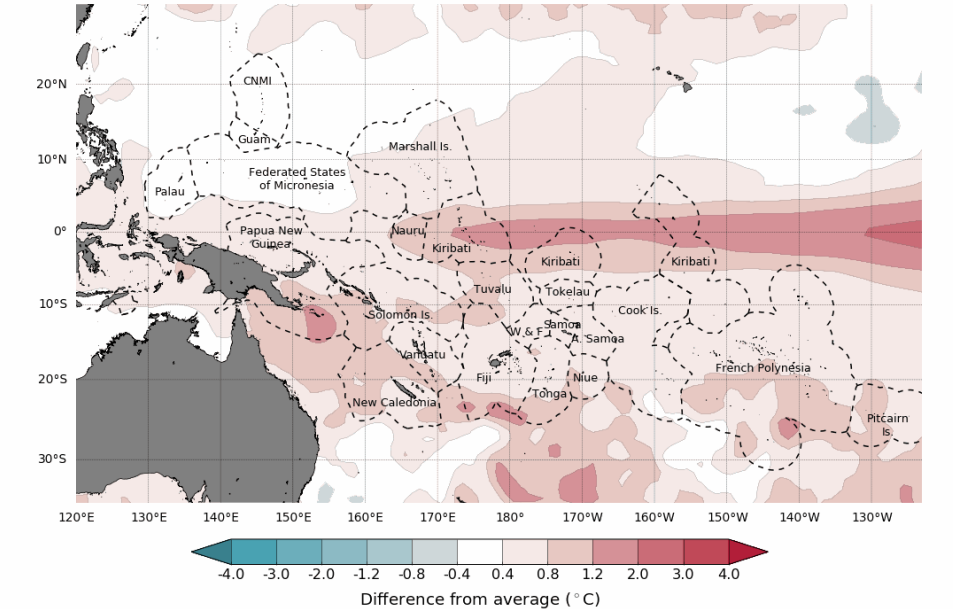 20°N
10°N
0°
10°S
20°S
30°S
CNMI
Guam
Marshall Is.
Federated States
of Micronesia
Palau
Papua New
Guinea
Nauru
Kiribati
Kiribati
Kiribati
Tuvalu
Tokelau
Solomon Is.
Cook Is.
W & F
Samoa
A. Samoa
Vanuatu
Fiji
Niue
French Polynesia
Tonga
New Caledonia
Pitcairn
Is.
120°E 130°E 140°E 150°E 160°E 170°E 180° 170°W 160°W 150°W 140°W 130°W
-4.0 -3.0 -2.0 -1.2 -0.8 -0.4 0.4 0.8 1.2 2.0 3.0 4.0
Difference from average (°C)